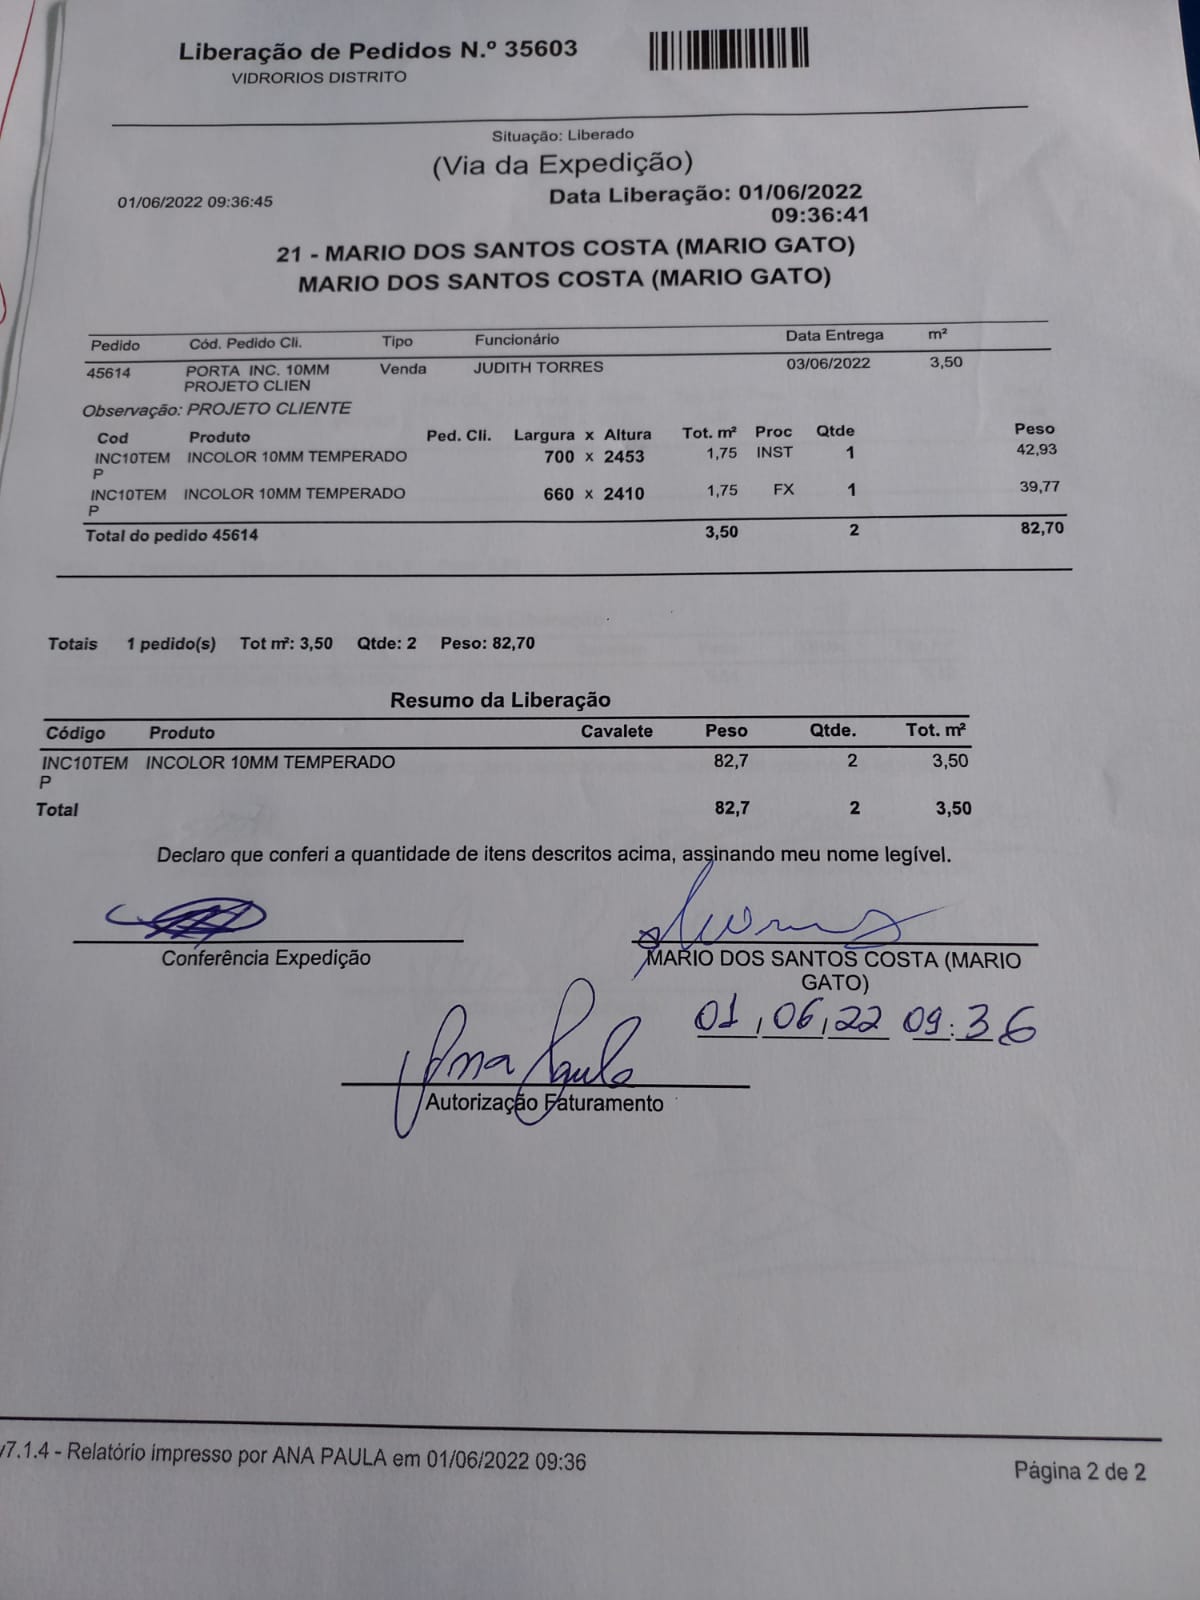 Liberação de Pedidos N.º 35603
VIDRORIOS DISTRITO
Situação: Liberado
(Via da Expedição)
01/06/2022 09:36:45 Data Liberação: 01/06/2022
09:36:41
21 - MARIO DOS SANTOS COSTA (MARIO GATO)
MARIO DOS SANTOS COSTA (MARIO GATO)
Pedido Cód. Pedido Cli. Tipo Funcionário Data Entrega m²
45614 PORTA INC. 10MM Venda JUDITH TORRES 03/06/2022 3,50
PROJETO CLIEN
Observação: PROJETO CLIENTE
Cod Produto Ped. Cli. Largura x Altura Tot. m² Proc Qtde Peso
INC10TEM INCOLOR 10MM TEMPERADO 700 x 2453 1,75 INST 1 42,93
P
INC10TEM INCOLOR 10MM TEMPERADO 660 x 2410 1,75 FX 1 39,77
P
Total do pedido 45614 3,50 2 82,70
Totais 1 pedido(s) Tot m²: 3,50 Qtde: 2 Peso: 82,70
Resumo da Liberação
Código Produto Cavalete Peso Qtde. Tot. m²
INC10TEM INCOLOR 10MM TEMPERADO 82,7 2 3,50
P
Total 82,7 2 3,50
Declaro que conferi a quantidade de itens descritos acima, assinando meu nome legível.
Conferência Expedição
MARIO DOS SANTOS COSTA (MARIO
GATO)
01,06,22 09:36
Ana Paula
Autorização Faturamento
v7.1.4 - Relatório impresso por ANA PAULA em 01/06/2022 09:36
Página 2 de 2